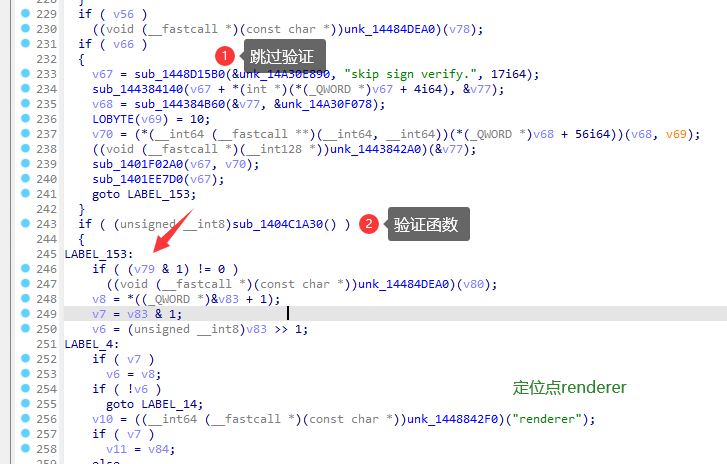 228 }
229 if ( v56 )
230 ((void (__fastcall *)(const char *))unk_14484DEA0)(v78);
231 if ( v66 )
232 {
1 跳过验证
233 v67 = sub_1448D15B0(&unk_14A30E890, "skip sign verify.", 17i64);
234 sub_144384140(v67 + *(int *)(*(_QWORD *)v67 + 4i64), &v77);
235 v68 = sub_144384B60(&v77, &unk_14A30F078);
236 LOBYTE(v69) = 10;
237 v70 = (*(__int64 (__fastcall **)(__int64, __int64))(*(_QWORD *)v68 + 56i64))(v68, v69);
238 ((void (__fastcall *)(__int128 *))unk_1443842A0)(&v77);
239 sub_1401F02A0(v67, v70);
240 sub_1401EE7D0(v67);
241 goto LABEL_153;
242 }
243 if ( (unsigned __int8)sub_1404C1A30() ) 2 验证函数
244 {
245 LABEL_153:
246 if ( (v79 & 1) != 0 )
247 ((void (__fastcall *)(const char *))unk_14484DEA0)(v80);
248 v8 = *((_QWORD *)&v83 + 1);
249 v7 = v83 & 1;
250 v6 = (unsigned __int8)v83 >> 1;
251 LABEL_4:
252 if ( v7 )
253 v6 = v8;
254 if ( !v6 ) 定位点renderer
255 goto LABEL_14;
256 v10 = ((__int64 (__fastcall *)(const char *))unk_1448842F0)("renderer");
257 if ( v7 )
258 v11 = v84;
259 else